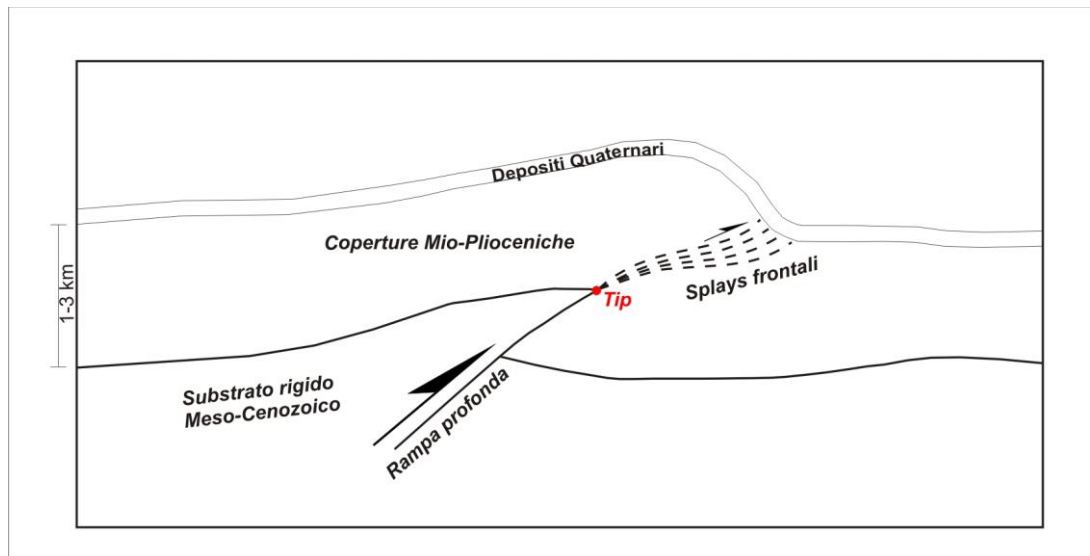 Depositi Quaternari
Coperture Mio-Plioceniche
1-3 km
Splays frontali
Tip
Substrato rigido
Meso-Cenozoico
Rampa profonda